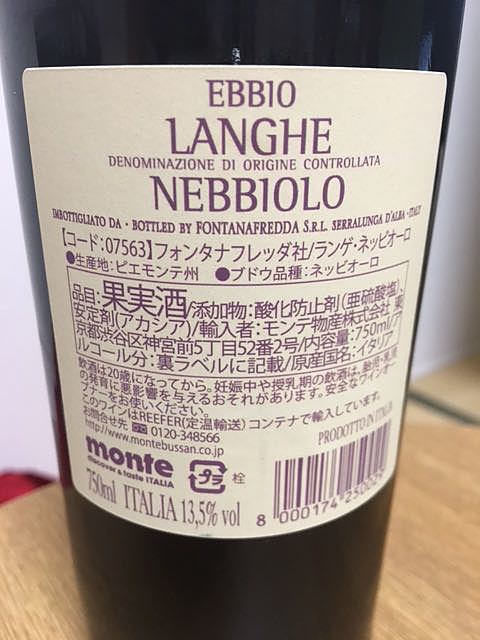 EBBIO
LANGHE
DENOMINAZIONE DI ORIGINE CONTROLLATA
NEBBIOLO
IMBOTTIGLIATO DA - BOTTLED BY FONTANAFREDDA S.R.L. SERRALUNGA D'ALBA - ITALY
【コード:07563】フォンタナフレッダ社/ランゲ・ネッビオーロ
●生産地:ピエモンテ州 ●ブドウ品種:ネッビオーロ
品目:果実酒/添加物:酸化防止剤(亜硫酸塩)、
安定剤(アカシア)/輸入者:モンテ物産株式会社 東
京都渋谷区神宮前5丁目52番2号/内容量:750ml/ア
ルコール分:裏ラベルに記載/原産国名:イタリア
飲酒は20歳になってから。妊娠中や授乳期の飲酒は、胎児・乳児
の発育に悪影響を与えるおそれがあります。安全なワインオー
プナーをお使いください。
このワインはREEFER(定温輸送)コンテナで輸入しています。
お問合せ先 0120-348566
http://www.montebussan.co.jp
PRODOTTO IN ITALIA
monte
discover & taste ITALIA
プラ 栓
750ml ITALIA 13,5% vol
8 000174 250029